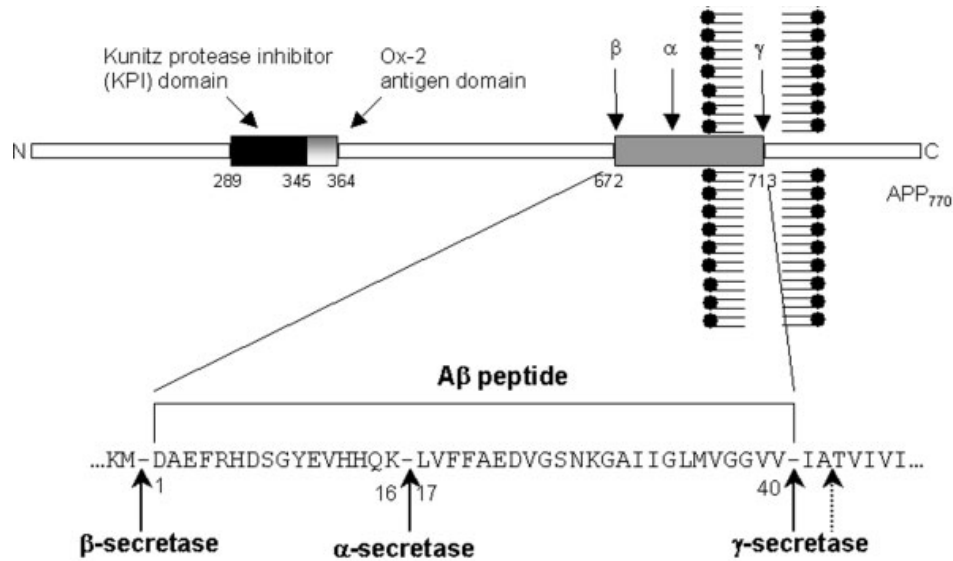 Kunitz protease inhibitor
(KPI) domain
Ox-2
antigen domain
β α γ
N C
289 345 364 672 713
APP770
Aβ peptide
...KM-DAEFRHDSGYEVHHQK-LVFFAEDVGSNKGAIIGLMVGGVV-IATVIVI...
1 16 17 40
β-secretase α-secretase γ-secretase